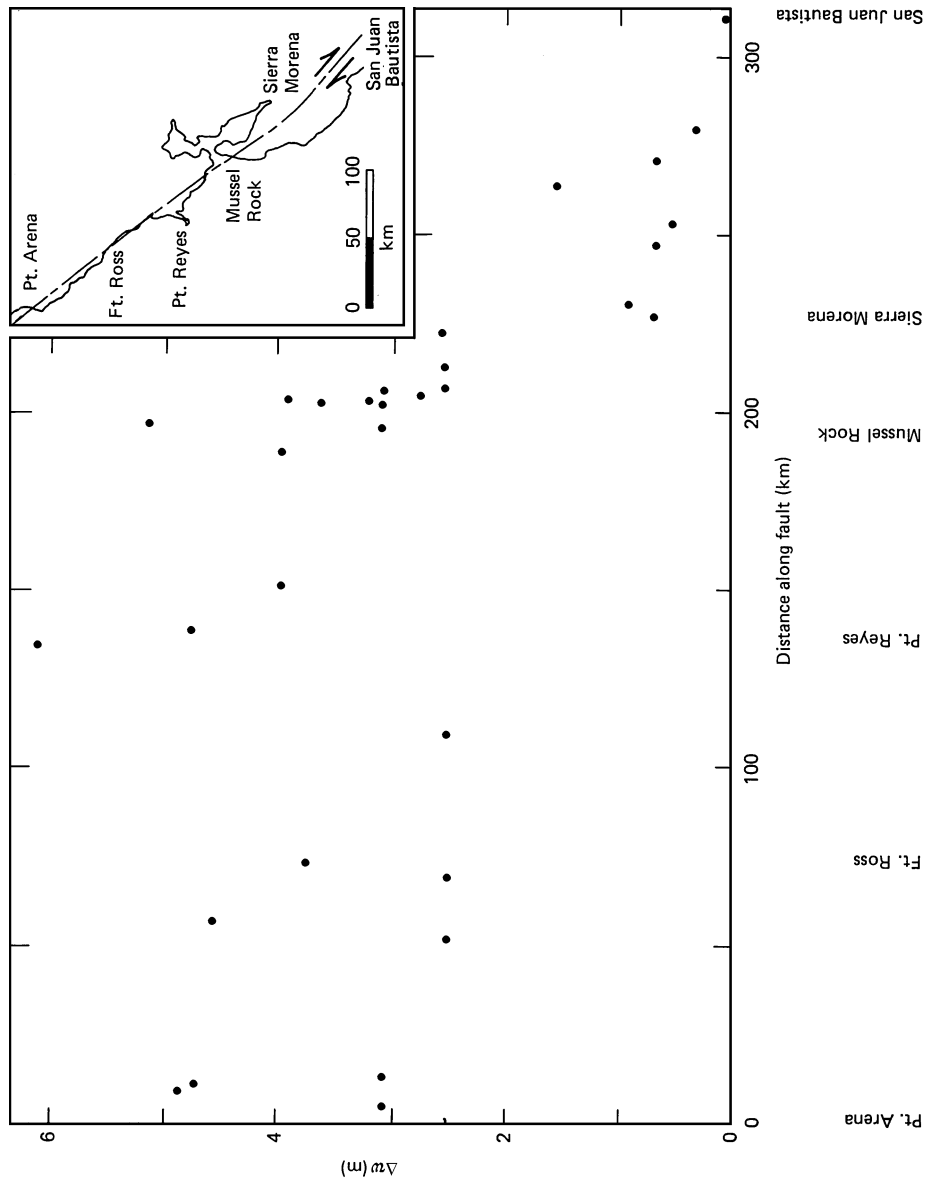 Δw (m)
6
4
2
0
0
100
200
300
Distance along fault (km)
Pt. Arena
Ft. Ross
Pt. Reyes
Mussel Rock
Sierra Morena
San Juan Bautista
Pt. Arena
Ft. Ross
Pt. Reyes
Mussel
Rock
Sierra
Morena
San Juan
Bautista
0 50 100
km